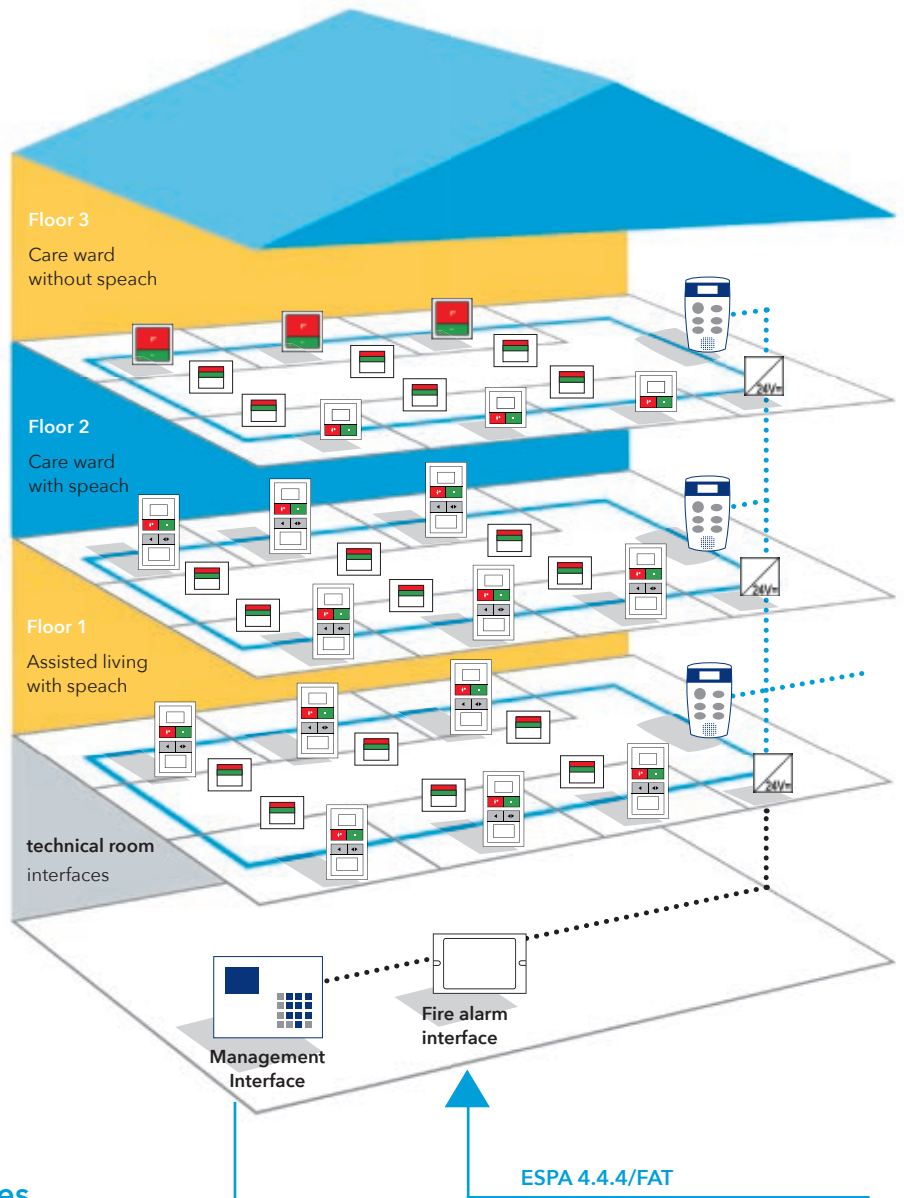 Floor 3
Care ward
without speach
24V=
Floor 2
Care ward
with speach
24V=
Floor 1
Assisted living
with speach
24V=
technical room
interfaces
Management
Interface
Fire alarm
interface
ESPA 4.4.4/FAT
es